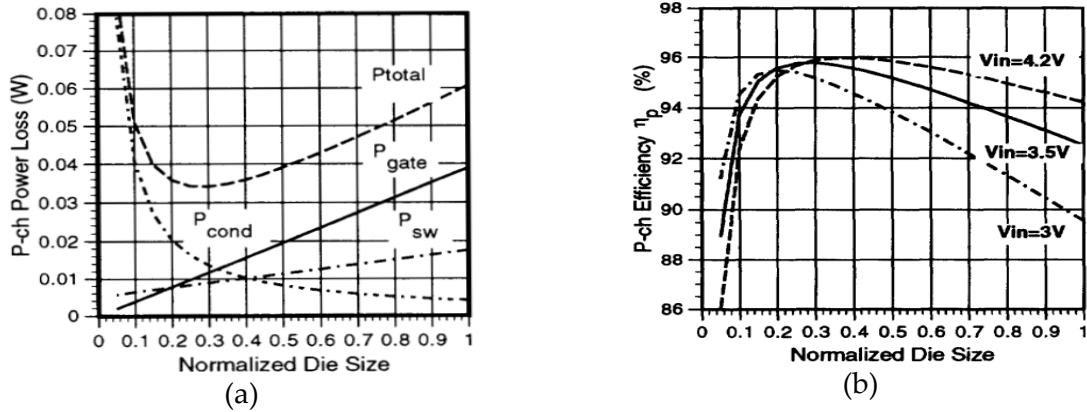 0.08
0.07
0.06
0.05
0.04
0.03
0.02
0.01
0
P-ch Power Loss (W)
Ptotal
Pgate
Pcond
Psw
0 0.1 0.2 0.3 0.4 0.5 0.6 0.7 0.8 0.9 1
Normalized Die Size
(a)
98
96
94
92
90
88
86
P-ch Efficiency ηp (%)
Vin=4.2V
Vin=3.5V
Vin=3V
0 0.1 0.2 0.3 0.4 0.5 0.6 0.7 0.8 0.9 1
Normalized Die Size
(b)